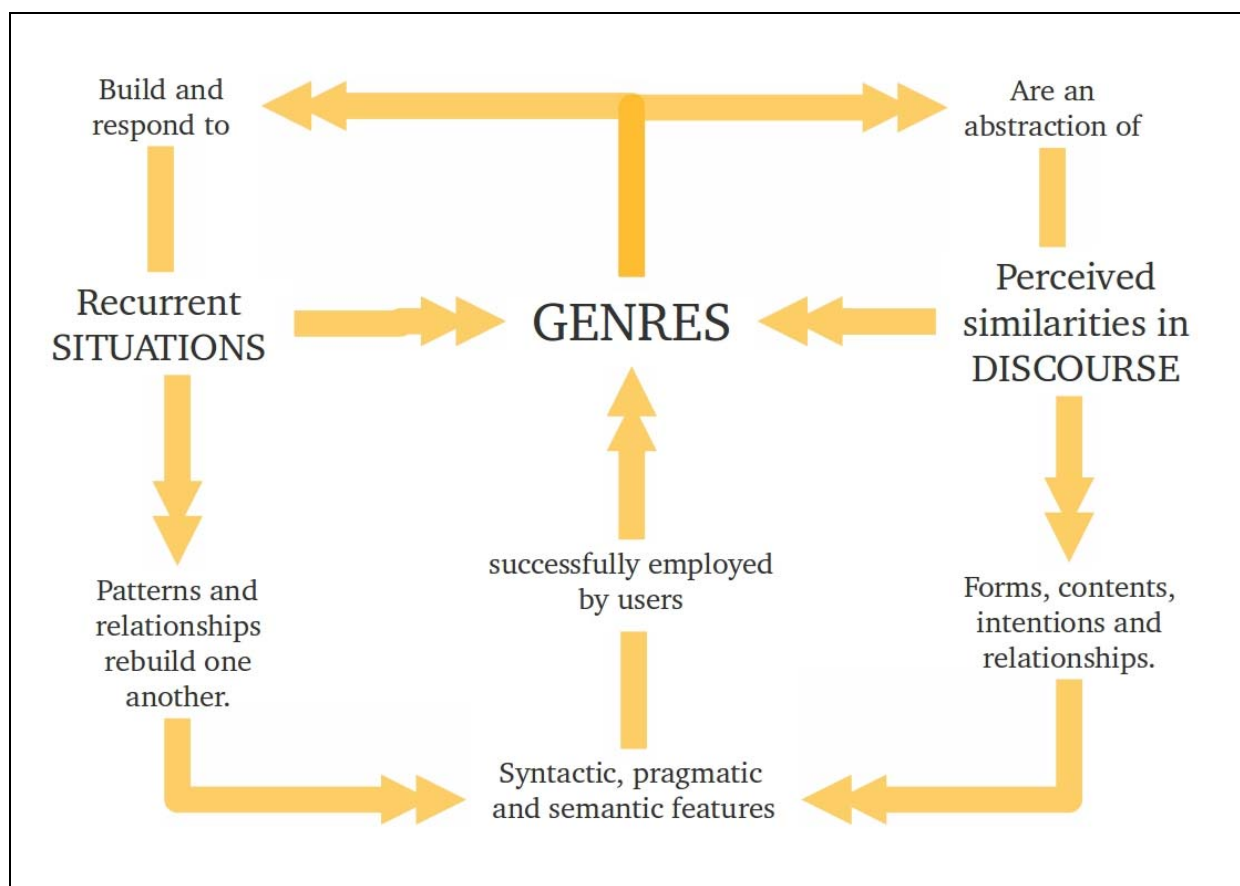 Build and
respond to
Are an
abstraction of
Recurrent
SITUATIONS
GENRES
Perceived
similarities in
DISCOURSE
Patterns and
relationships
rebuild one
another.
successfully employed
by users
Forms, contents,
intentions and
relationships.
Syntactic, pragmatic
and semantic features